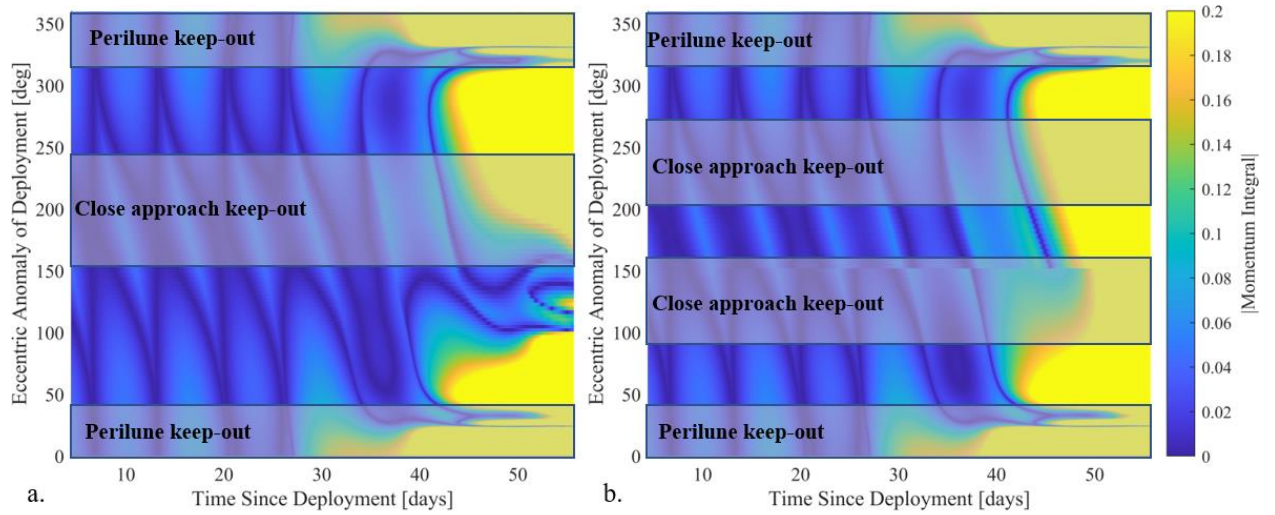 350
300
250
200
150
100
50
0
Eccentric Anomaly of Deployment [deg]
Perilune keep-out
Close approach keep-out
Perilune keep-out
10
20
30
40
50
Time Since Deployment [days]
a.
350
300
250
200
150
100
50
0
Eccentric Anomaly of Deployment [deg]
Perilune keep-out
Close approach keep-out
Close approach keep-out
Perilune keep-out
10
20
30
40
50
Time Since Deployment [days]
b.
0.2
0.18
0.16
0.14
0.12
0.1
0.08
0.06
0.04
0.02
0
|Momentum Integral|